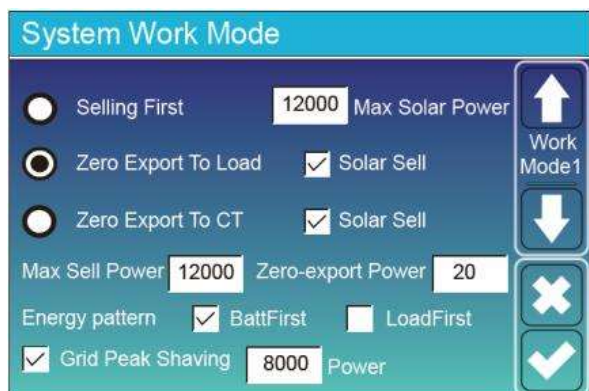 System Work Mode
Selling First 12000 Max Solar Power
Work
Mode1
Zero Export To Load Solar Sell
Zero Export To CT Solar Sell
Max Sell Power 12000 Zero-export Power 20
Energy pattern BattFirst LoadFirst
Grid Peak Shaving 8000 Power